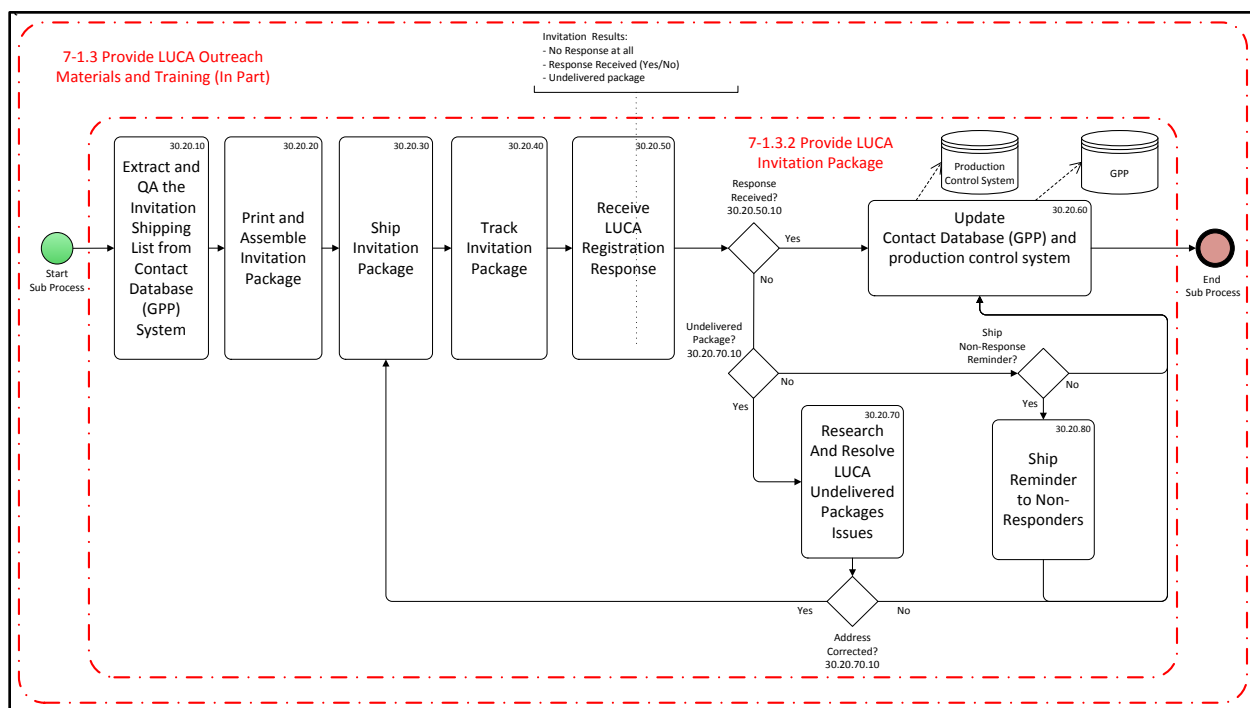 7-1.3 Provide LUCA Outreach
Materials and Training (In Part)
Invitation Results:
- No Response at all
- Response Received (Yes/No)
- Undelivered package
7-1.3.2 Provide LUCA
Invitation Package
Start
Sub Process
30.20.10
Extract and
QA the
Invitation
Shipping
List from
Contact
Database
(GPP)
System
30.20.20
Print and
Assemble
Invitation
Package
30.20.30
Ship
Invitation
Package
30.20.40
Track
Invitation
Package
30.20.50
Receive
LUCA
Registration
Response
Response
Received?
30.20.50.10
Yes
No
Production
Control System
GPP
30.20.60
Update
Contact Database (GPP) and
production control system
End
Sub Process
Undelivered
Package?
30.20.70.10
No
Yes
Ship
Non-Response
Reminder?
No
Yes
30.20.70
Research
And Resolve
LUCA
Undelivered
Packages
Issues
30.20.80
Ship
Reminder
to Non-
Responders
Yes
No
Address
Corrected?
30.20.70.10